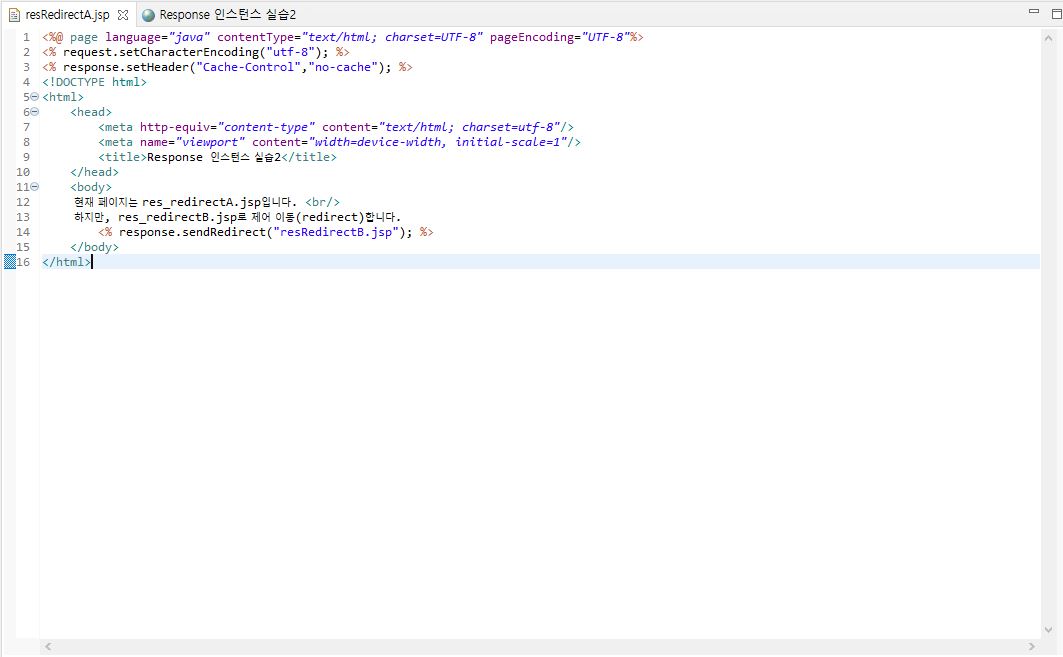 resRedirectA.jsp Response 인스턴스 실습2
1 <%@ page language="java" contentType="text/html; charset=UTF-8" pageEncoding="UTF-8"%>
2 <% request.setCharacterEncoding("utf-8"); %>
3 <% response.setHeader("Cache-Control","no-cache"); %>
4 <!DOCTYPE html>
5 <html>
6 <head>
7 <meta http-equiv="content-type" content="text/html; charset=utf-8"/>
8 <meta name="viewport" content="width=device-width, initial-scale=1"/>
9 <title>Response 인스턴스 실습2</title>
10 </head>
11 <body>
12 현재 페이지는 res_redirectA.jsp입니다. <br/>
13 하지만, res_redirectB.jsp로 제어 이동(redirect)합니다.
14 <% response.sendRedirect("resRedirectB.jsp"); %>
15 </body>
16 </html>